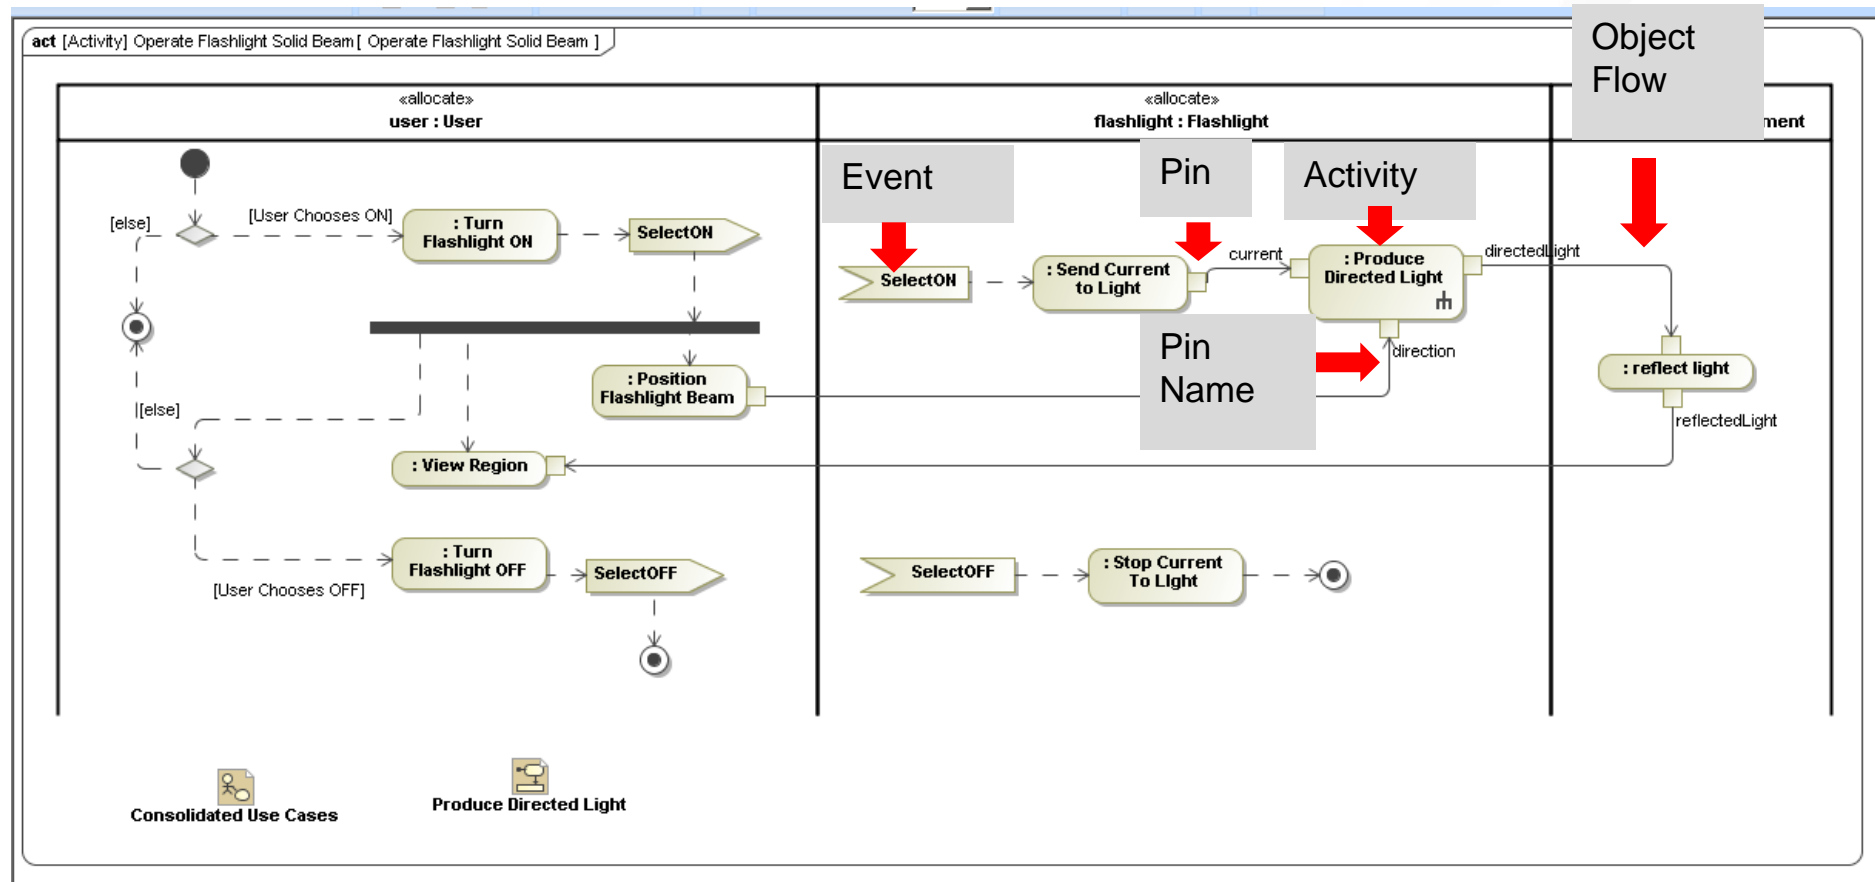 Object
Flow
act [Activity] Operate Flashlight Solid Beam [ Operate Flashlight Solid Beam ]
«allocate»
user : User
«allocate»
flashlight : Flashlight
ment
Event
Pin
Activity
[else]
[User Chooses ON]
: Turn
Flashlight ON
SelectON
SelectON
: Send Current
to Light
current
: Produce
Directed Light
directedLight
Pin
Name
direction
: Position
Flashlight Beam
: reflect light
reflectedLight
[else]
: View Region
: Turn
Flashlight OFF
SelectOFF
[User Chooses OFF]
SelectOFF
: Stop Current
To LIght
Consolidated Use Cases
Produce Directed Light